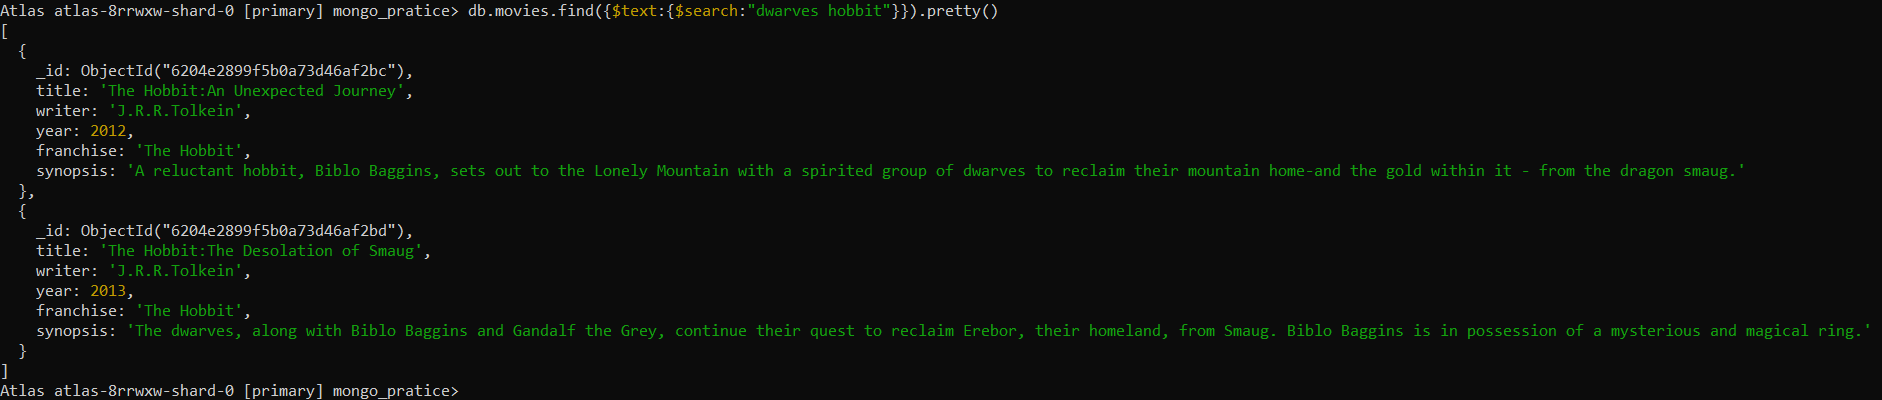 Atlas atlas-8rrwxw-shard-0 [primary] mongo_pratice> db.movies.find({$text:{$search:"dwarves hobbit"}}).pretty()
[
  {
    _id: ObjectId("6204e2899f5b0a73d46af2bc"),
    title: 'The Hobbit:An Unexpected Journey',
    writer: 'J.R.R.Tolkein',
    year: 2012,
    franchise: 'The Hobbit',
    synopsis: 'A reluctant hobbit, Biblo Baggins, sets out to the Lonely Mountain with a spirited group of dwarves to reclaim their mountain home-and the gold within it - from the dragon smaug.'
  },
  {
    _id: ObjectId("6204e2899f5b0a73d46af2bd"),
    title: 'The Hobbit:The Desolation of Smaug',
    writer: 'J.R.R.Tolkein',
    year: 2013,
    franchise: 'The Hobbit',
    synopsis: 'The dwarves, along with Biblo Baggins and Gandalf the Grey, continue their quest to reclaim Erebor, their homeland, from Smaug. Biblo Baggins is in possession of a mysterious and magical ring.'
  }
]
Atlas atlas-8rrwxw-shard-0 [primary] mongo_pratice>